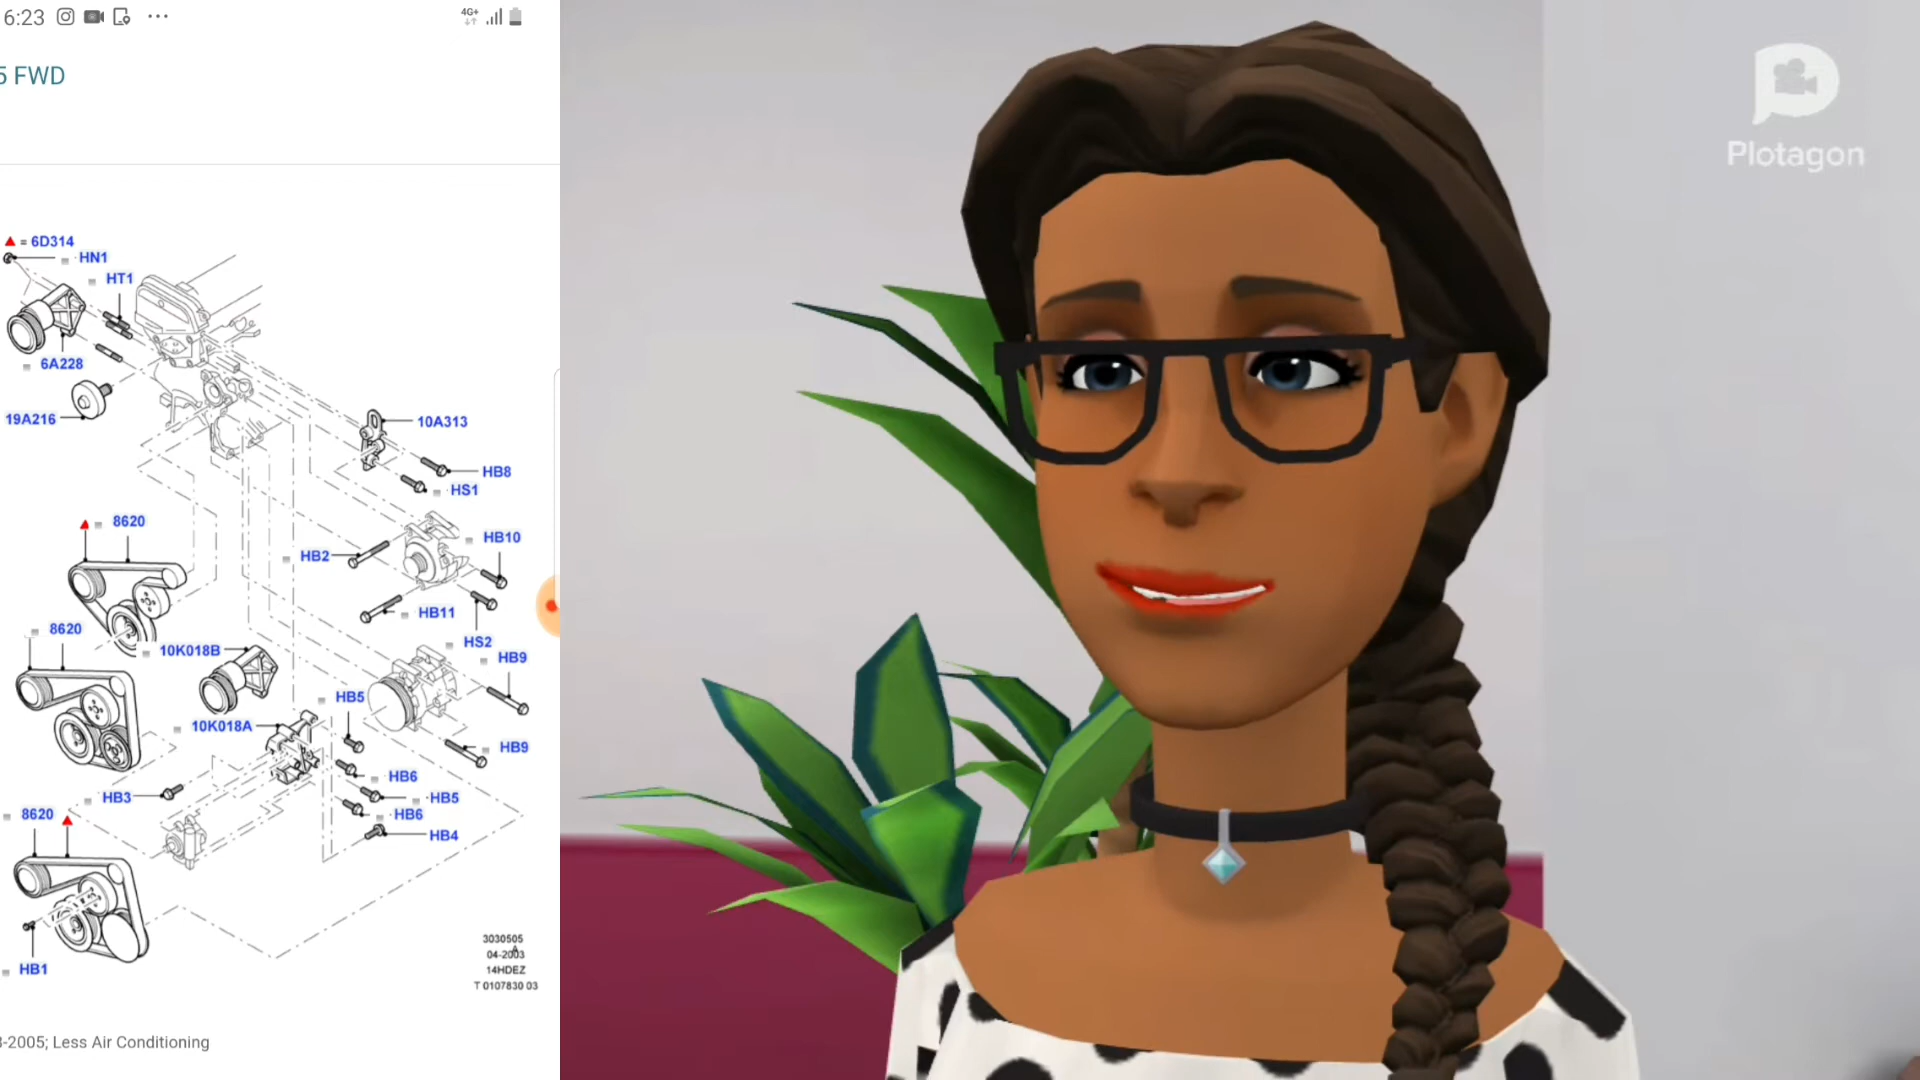 6:23
4G+
5 FWD
= 6D314
HN1
HT1
6A228
19A216
10A313
HB8
HS1
8620
HB10
HB2
HB11
HS2
8620
10K018B
HB9
HB5
10K018A
HB9
HB6
HB3
HB5
HB6
8620
HB4
HB1
3030505
04-2003
14HDEZ
T 0107830 03
-2005; Less Air Conditioning
Plotagon